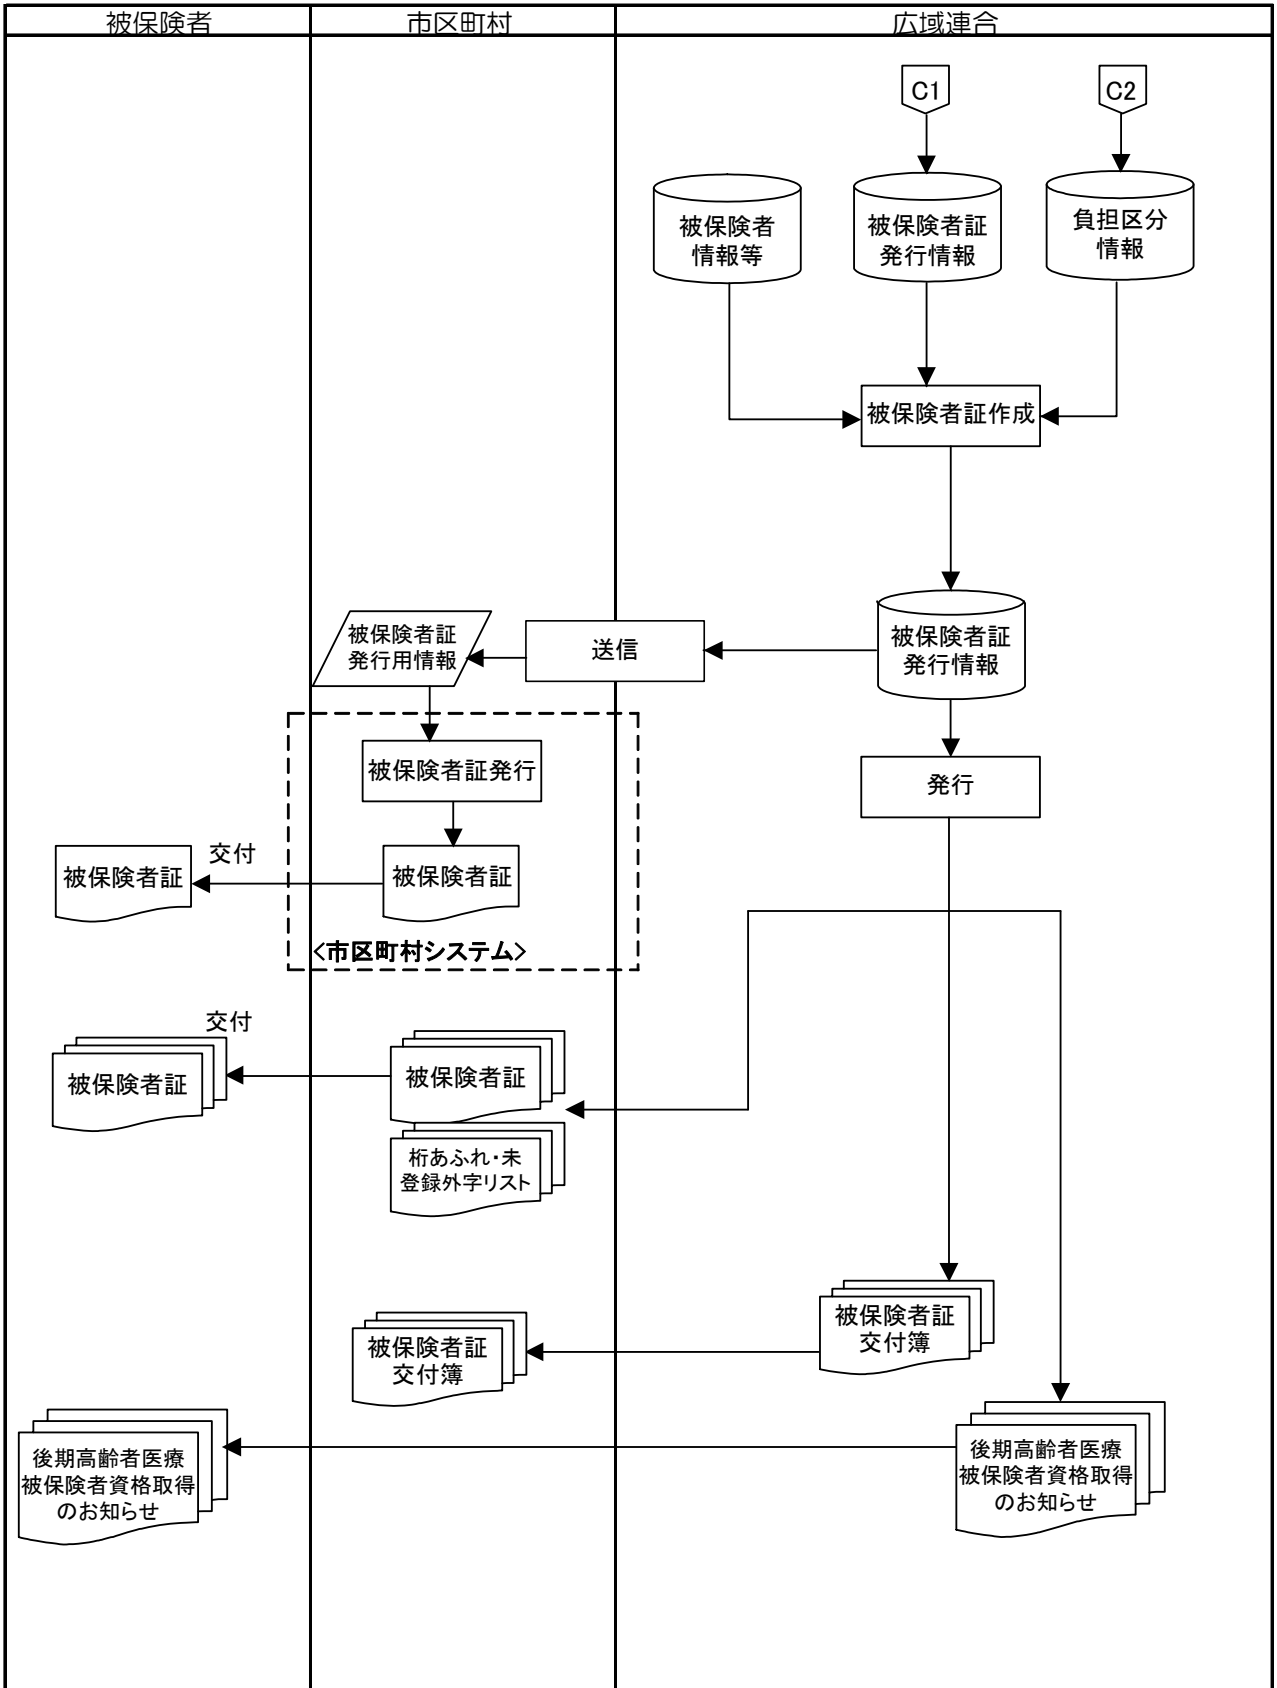 被保険者
市区町村
広域連合
C1
C2
被保険者
情報等
被保険者証
発行情報
負担区分
情報
被保険者証作成
被保険者証
発行用情報
送信
被保険者証
発行情報
被保険者証発行
発行
交付
被保険者証
被保険者証
<市区町村システム>
交付
被保険者証
被保険者証
桁あふれ・未
登録外字リスト
被保険者証
交付簿
被保険者証
交付簿
後期高齢者医療
被保険者資格取得
のお知らせ
後期高齢者医療
被保険者資格取得
のお知らせ